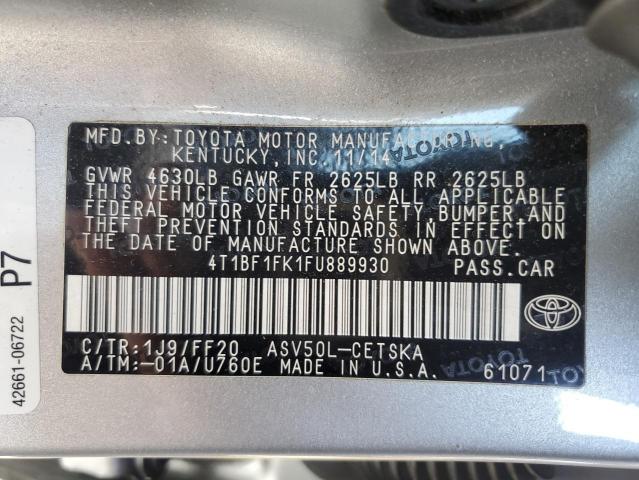 MFD.BY:TOYOTA MOTOR MANUFACTURING,
KENTUCKY,INC.11/14
GVWR 4630LB GAWR FR 2625LB RR 2625LB
THIS VEHICLE CONFORMS TO ALL APPLICABLE
FEDERAL MOTOR VEHICLE SAFETY, BUMPER,AND
THEFT PREVENTION STANDARDS IN EFFECT ON
THE DATE OF MANUFACTURE SHOWN ABOVE.
4T1BF1FK1FU889930 PASS.CAR
C/TR:1J9/FF20 ASV50L-CETSKA
A/TM:-01A/U760E MADE IN U.S.A. 61071
TOYOTA
P7
42661-06722